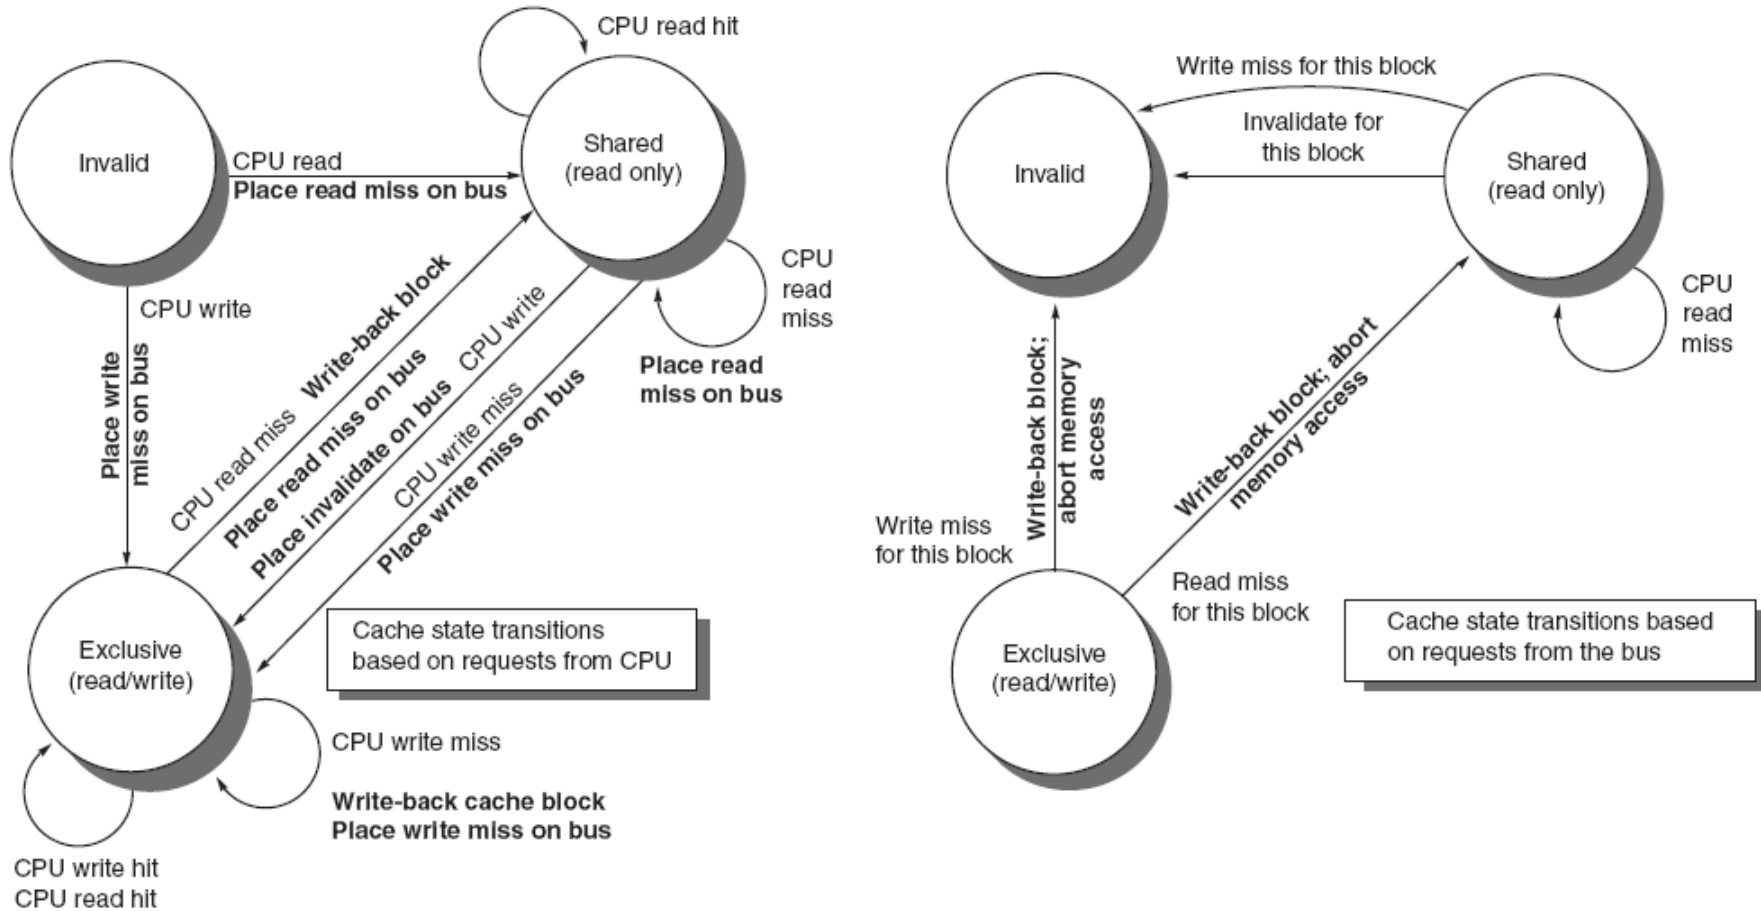 CPU read hit
Invalid
Shared
(read only)
CPU read
Place read miss on bus
CPU write
Place write
miss on bus
CPU read miss Write-back block
Place read miss on bus
Place invalidate on bus CPU write
CPU write miss
Place write miss on bus
CPU
read
miss
Place read
miss on bus
Exclusive
(read/write)
Cache state transitions
based on requests from CPU
CPU write miss
Write-back cache block
Place write miss on bus
CPU write hit
CPU read hit
Write miss for this block
Invalidate for
this block
Invalid
Shared
(read only)
CPU
read
miss
Write-back block;
abort memory
access
Write-back block; abort
memory access
Write miss
for this block
Read miss
for this block
Exclusive
(read/write)
Cache state transitions based
on requests from the bus